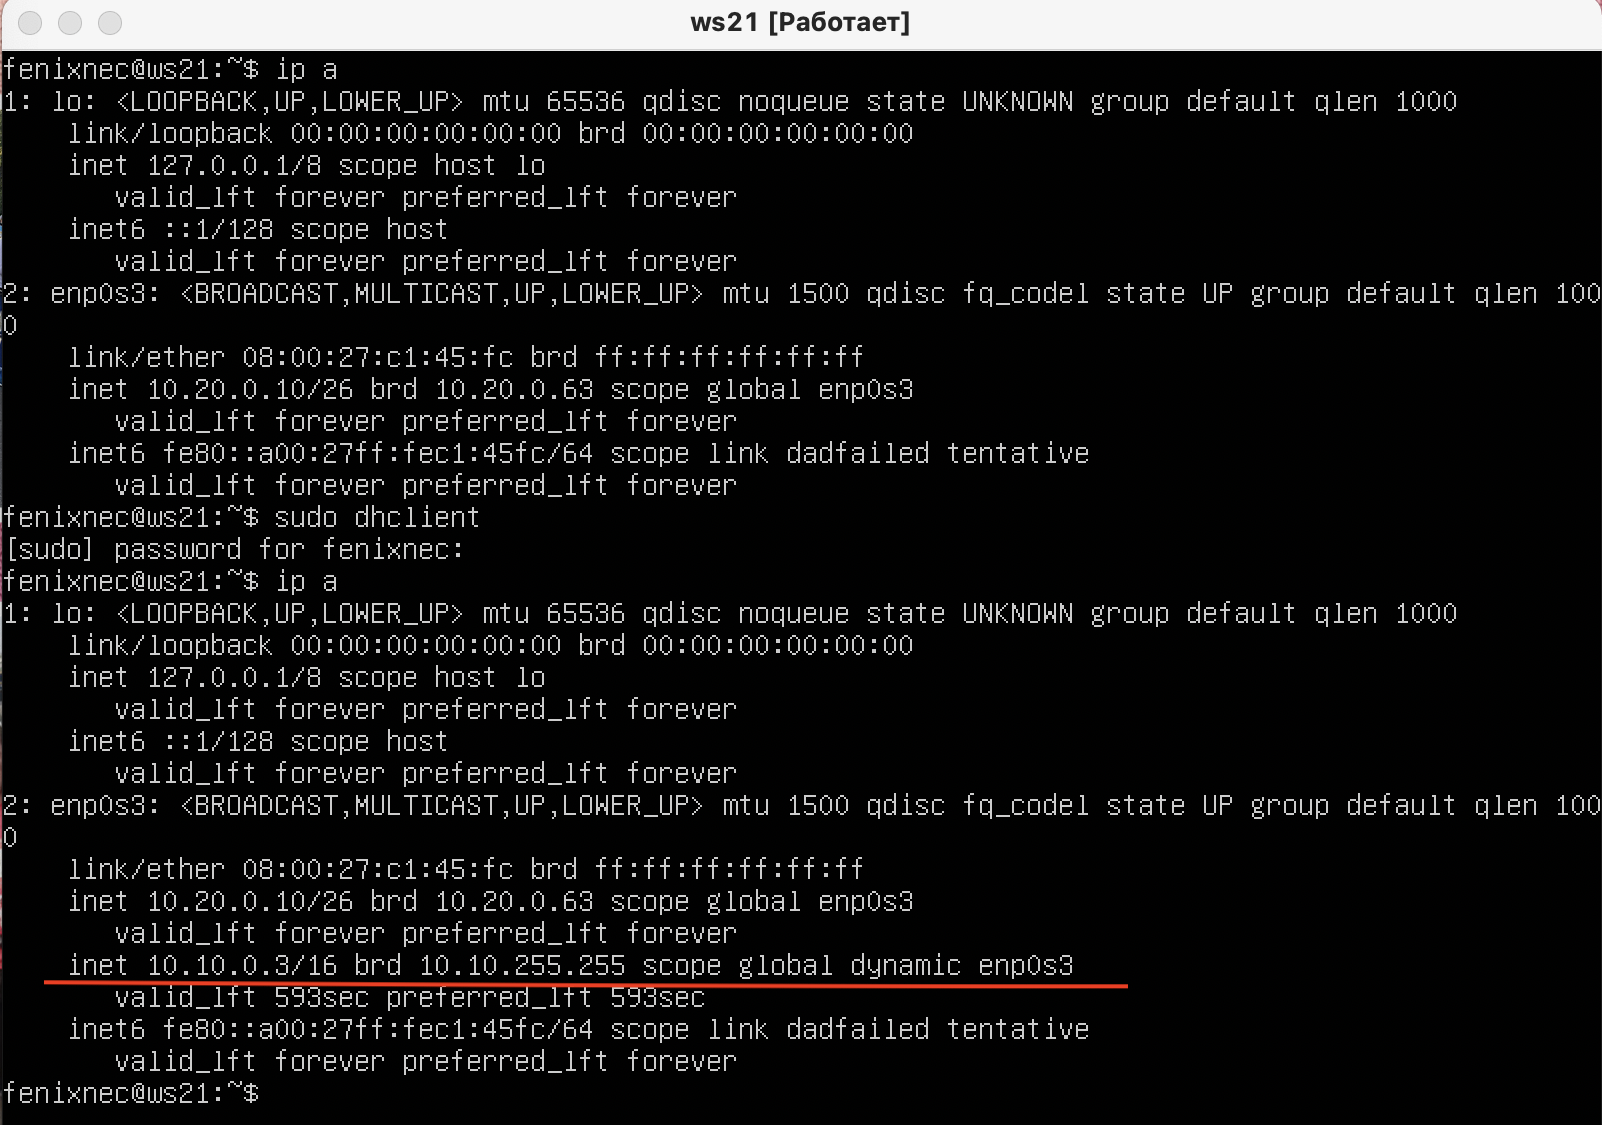 ws21 [Работает]
fenixnec@ws21:~$ ip a
1: lo: <LOOPBACK,UP,LOWER_UP> mtu 65536 qdisc noqueue state UNKNOWN group default qlen 1000
    link/loopback 00:00:00:00:00:00 brd 00:00:00:00:00:00
    inet 127.0.0.1/8 scope host lo
       valid_lft forever preferred_lft forever
    inet6 ::1/128 scope host
       valid_lft forever preferred_lft forever
2: enp0s3: <BROADCAST,MULTICAST,UP,LOWER_UP> mtu 1500 qdisc fq_codel state UP group default qlen 100
0
    link/ether 08:00:27:c1:45:fc brd ff:ff:ff:ff:ff:ff
    inet 10.20.0.10/26 brd 10.20.0.63 scope global enp0s3
       valid_lft forever preferred_lft forever
    inet6 fe80::a00:27ff:fec1:45fc/64 scope link dadfailed tentative
       valid_lft forever preferred_lft forever
fenixnec@ws21:~$ sudo dhclient
[sudo] password for fenixnec:
fenixnec@ws21:~$ ip a
1: lo: <LOOPBACK,UP,LOWER_UP> mtu 65536 qdisc noqueue state UNKNOWN group default qlen 1000
    link/loopback 00:00:00:00:00:00 brd 00:00:00:00:00:00
    inet 127.0.0.1/8 scope host lo
       valid_lft forever preferred_lft forever
    inet6 ::1/128 scope host
       valid_lft forever preferred_lft forever
2: enp0s3: <BROADCAST,MULTICAST,UP,LOWER_UP> mtu 1500 qdisc fq_codel state UP group default qlen 100
0
    link/ether 08:00:27:c1:45:fc brd ff:ff:ff:ff:ff:ff
    inet 10.20.0.10/26 brd 10.20.0.63 scope global enp0s3
       valid_lft forever preferred_lft forever
    inet 10.10.0.3/16 brd 10.10.255.255 scope global dynamic enp0s3
       valid_lft 593sec preferred_lft 593sec
    inet6 fe80::a00:27ff:fec1:45fc/64 scope link dadfailed tentative
       valid_lft forever preferred_lft forever
fenixnec@ws21:~$